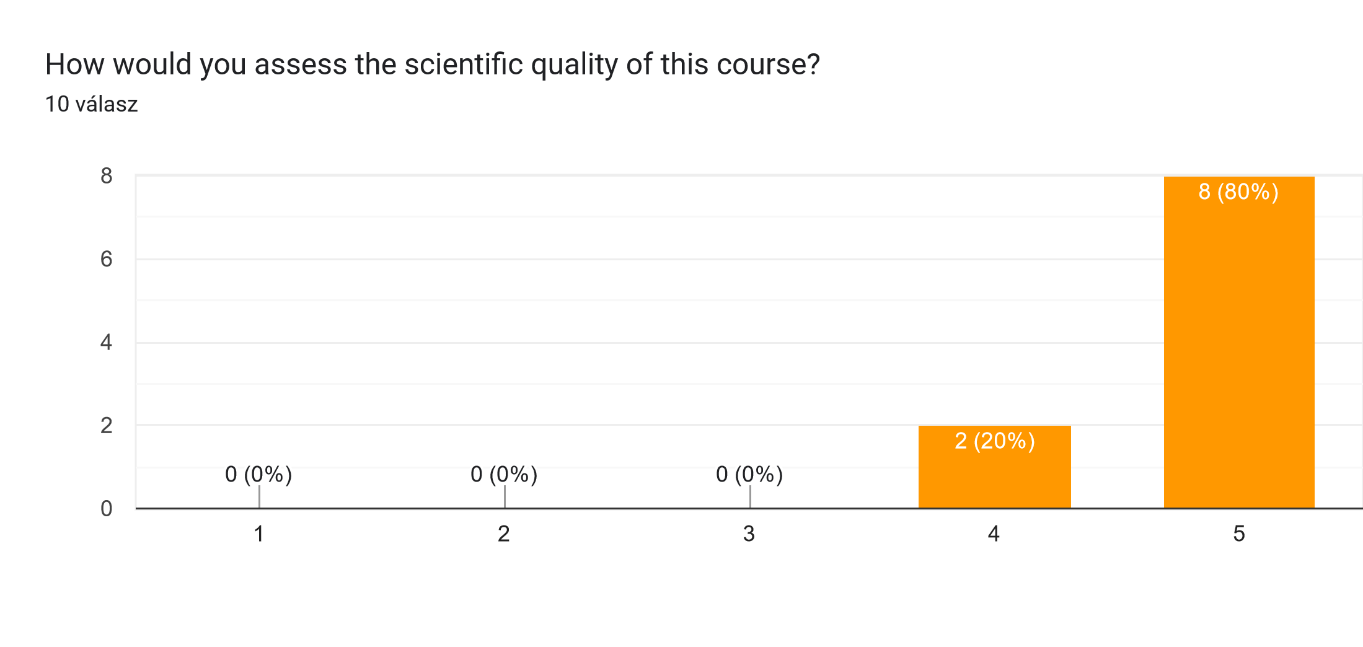 How would you assess the scientific quality of this course?
10 válasz
8
8 (80%)
6
4
2
2 (20%)
0 (0%) 0 (0%) 0 (0%)
0
1 2 3 4 5